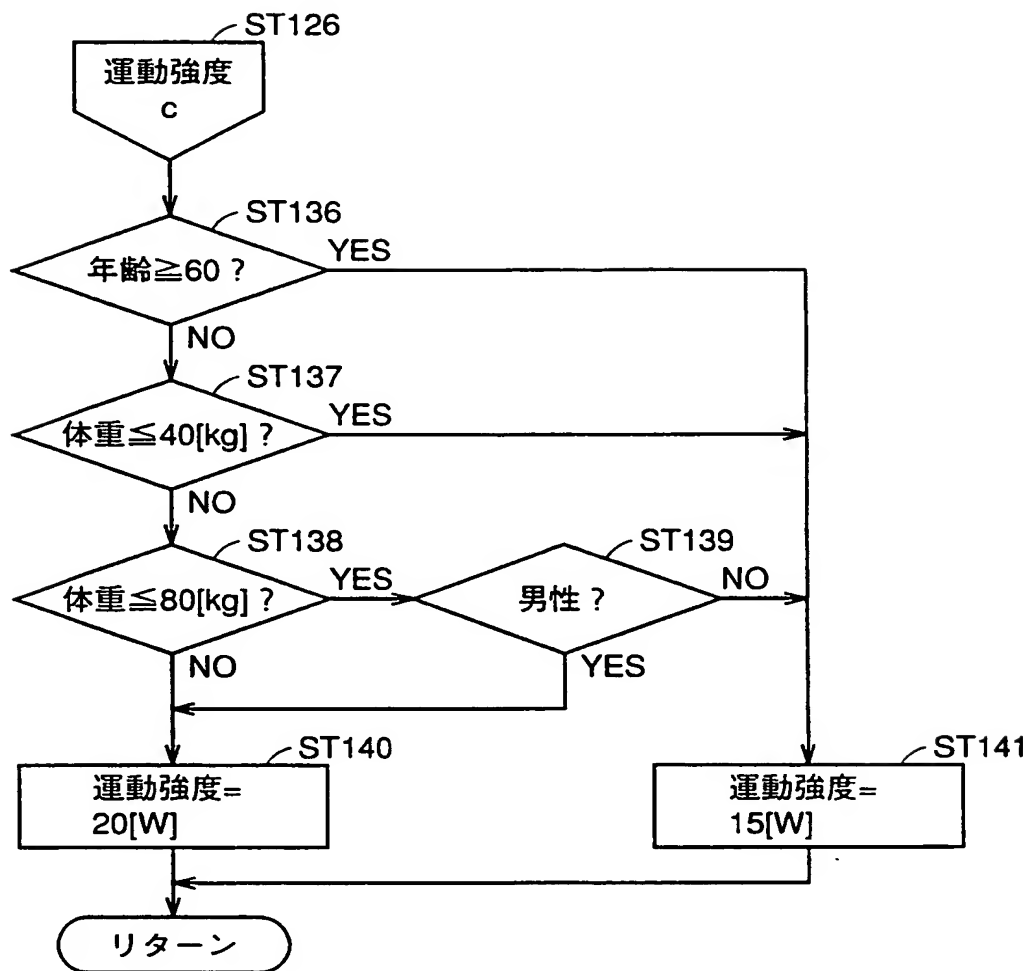 ST126
運動強度
c
ST136
年齢≧60？
YES
NO
ST137
体重≦40[kg]？
YES
NO
ST138
体重≦80[kg]？
YES
NO
ST139
男性？
NO
YES
ST140
運動強度=
20[W]
ST141
運動強度=
15[W]
リターン